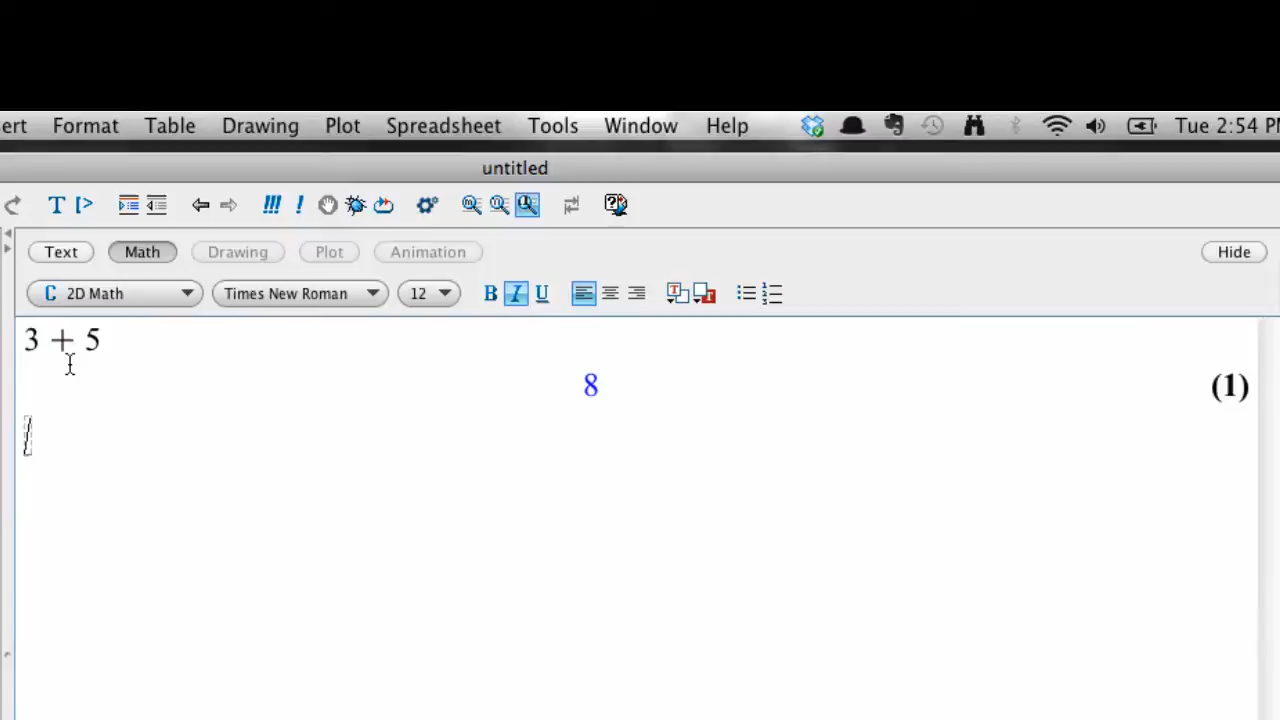 ert Format Table Drawing Plot Spreadsheet Tools Window Help Tue 2:54 P
untitled
T [> !!! !
Text Math Drawing Plot Animation Hide
C 2D Math Times New Roman 12 B I U
3 + 5
8 (1)